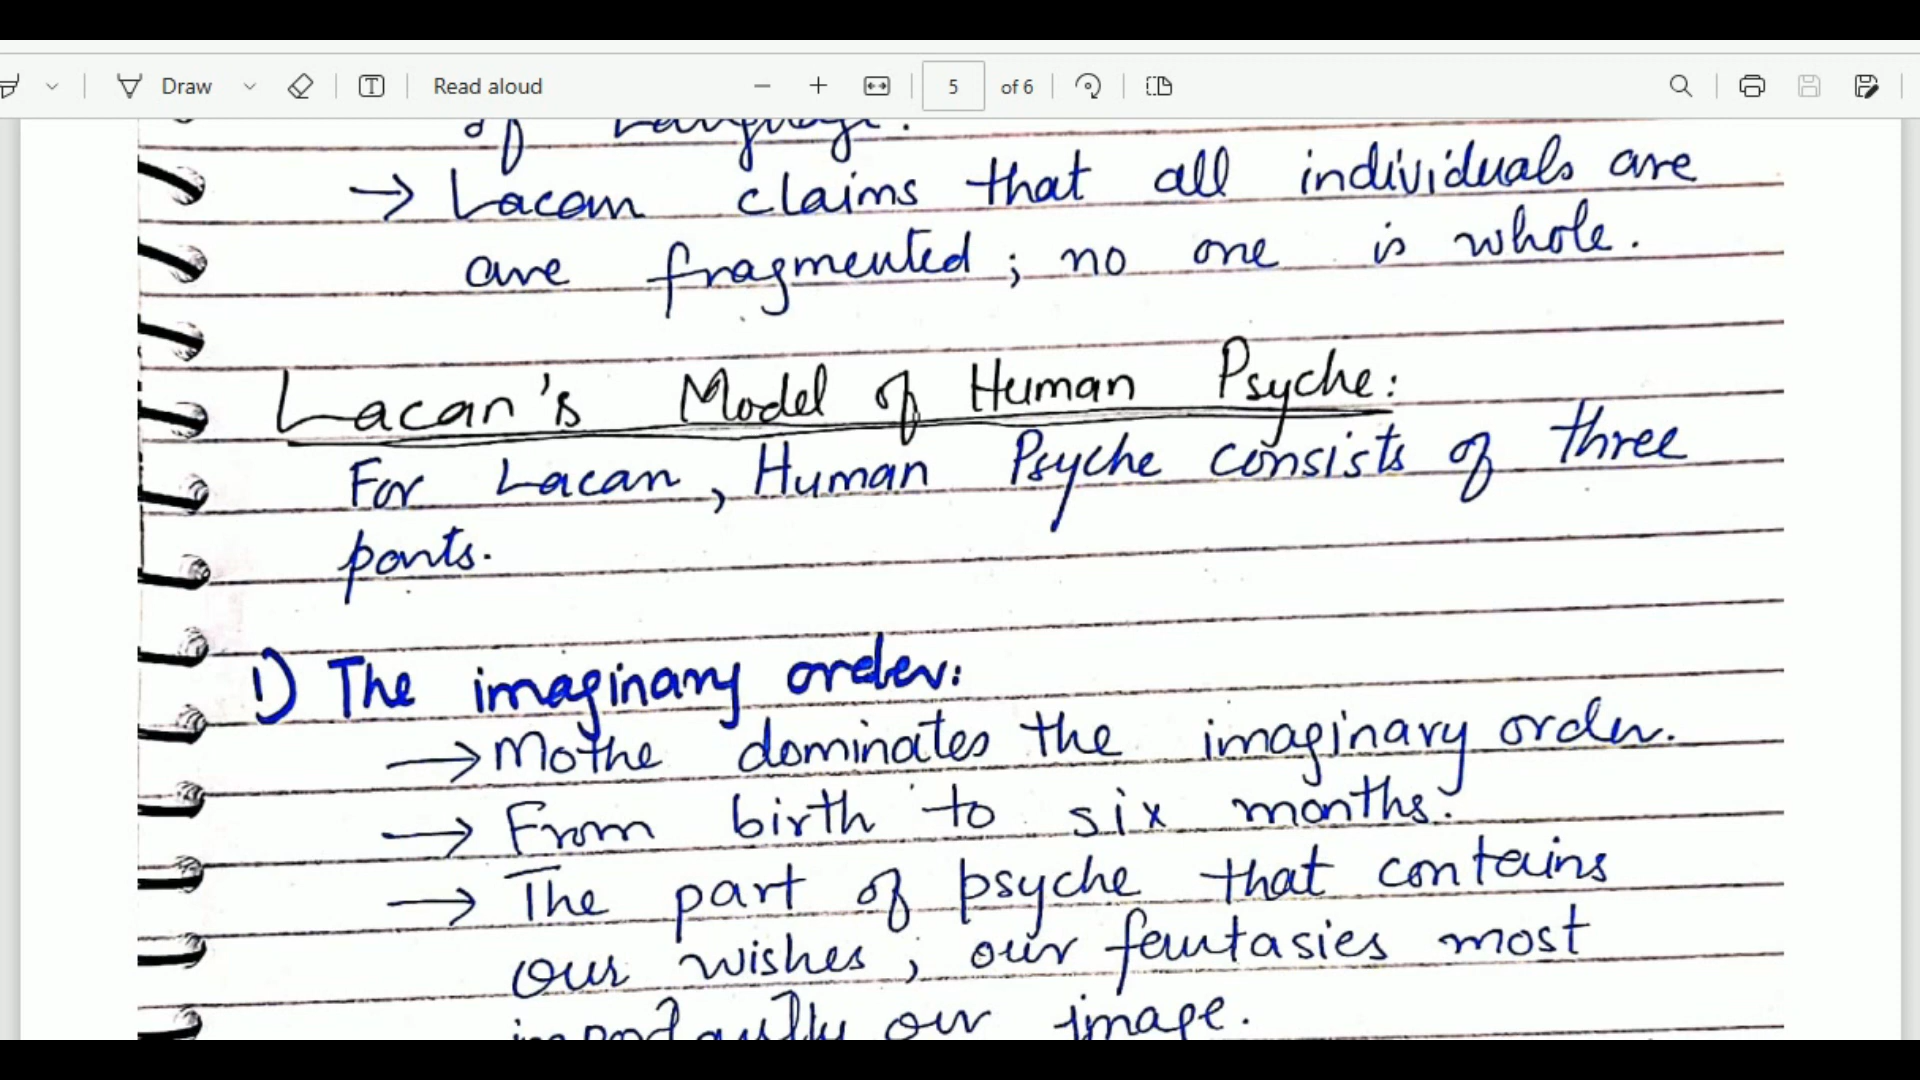 Draw
Read aloud
5 of 6
of Language.
→ Lacan claims that all individuals are
are fragmented; no one is whole.
Lacan's Model of Human Psyche:
For Lacan, Human Psyche consists of three
parts.
1) The imaginary order:
→ Mothe dominates the imaginary order.
→ From birth to six months.
→ The part of psyche that contains
our wishes, our fantasies most
importantly our image.